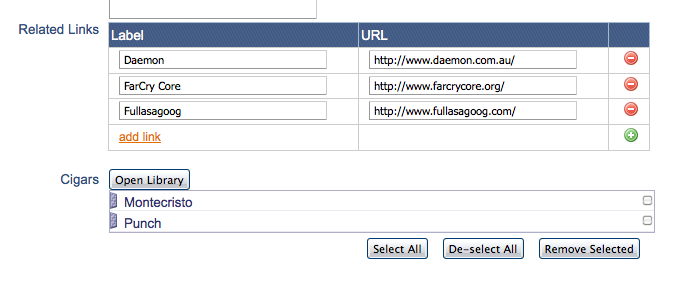 Related Links Label URL
Daemon http://www.daemon.com.au/
FarCry Core http://www.farcrycore.org/
Fullasagoog http://www.fullasagoog.com/
add link
Cigars Open Library
Montecristo
Punch
Select All De-select All Remove Selected